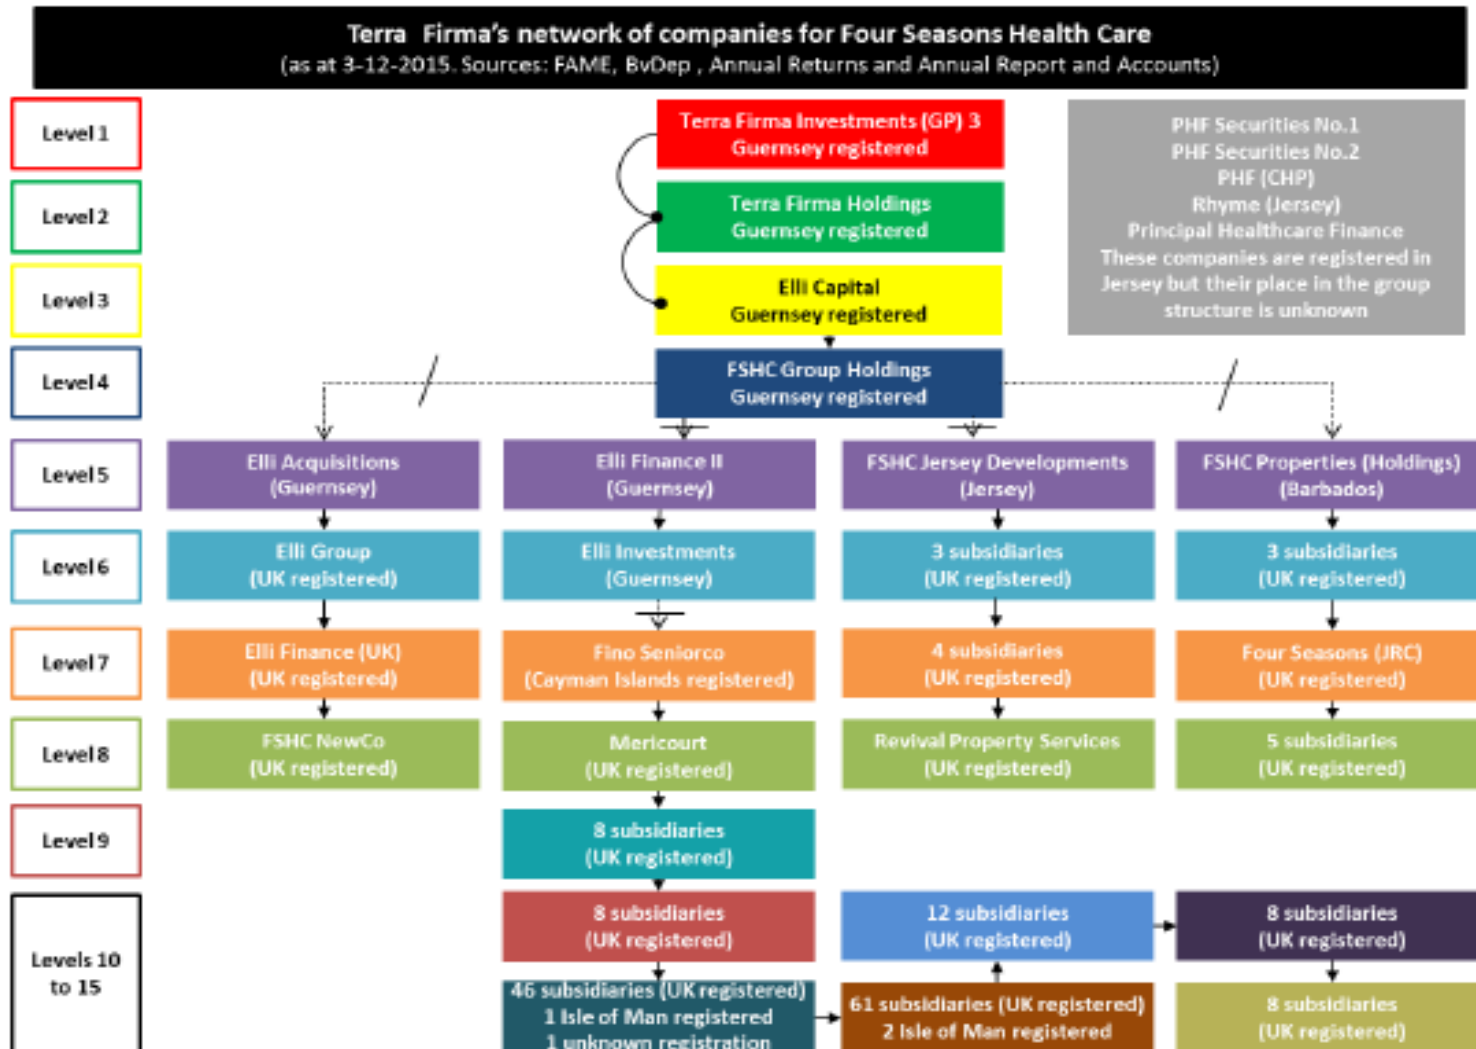 Terra Firma's network of companies for Four Seasons Health Care
(as at 3-12-2015. Sources: FAME, BvDep , Annual Returns and Annual Report and Accounts)
Level 1
Terra Firma Investments (GP) 3
Guernsey registered
PHF Securities No.1
PHF Securities No.2
PHF (CHP)
Rhyme (Jersey)
Principal Healthcare Finance
These companies are registered in
Jersey but their place in the group
structure is unknown
Level 2
Terra Firma Holdings
Guernsey registered
Level 3
Elli Capital
Guernsey registered
Level 4
FSHC Group Holdings
Guernsey registered
Level 5
Elli Acquisitions
(Guernsey)
Elli Finance II
(Guernsey)
FSHC Jersey Developments
(Jersey)
FSHC Properties (Holdings)
(Barbados)
Level 6
Elli Group
(UK registered)
Elli Investments
(Guernsey)
3 subsidiaries
(UK registered)
3 subsidiaries
(UK registered)
Level 7
Elli Finance (UK)
(UK registered)
Fino Seniorco
(Cayman Islands registered)
4 subsidiaries
(UK registered)
Four Seasons (JRC)
(UK registered)
Level 8
FSHC NewCo
(UK registered)
Mericourt
(UK registered)
Revival Property Services
(UK registered)
5 subsidiaries
(UK registered)
Level 9
8 subsidiaries
(UK registered)
Levels 10
to 15
8 subsidiaries
(UK registered)
12 subsidiaries
(UK registered)
8 subsidiaries
(UK registered)
46 subsidiaries (UK registered)
1 Isle of Man registered
1 unknown registration
61 subsidiaries (UK registered)
2 Isle of Man registered
8 subsidiaries
(UK registered)